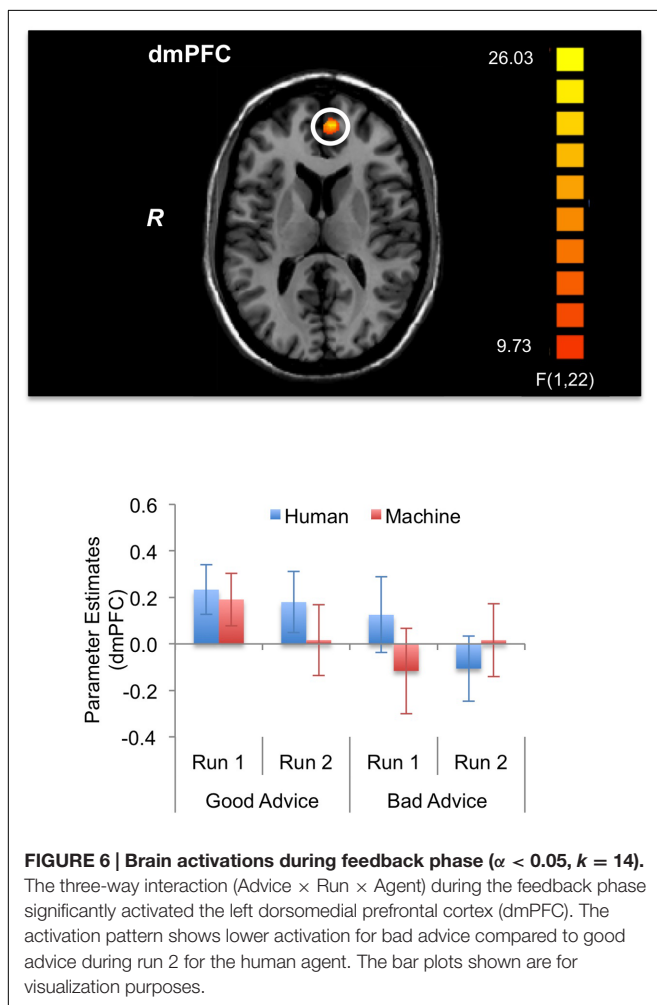 dmPFC
26.03
R
9.73
F(1,22)
0.6
Human Machine
0.4
0.2
0.0
-0.2
-0.4
Parameter Estimates
(dmPFC)
Run 1 Run 2 Run 1 Run 2
Good Advice Bad Advice
FIGURE 6 | Brain activations during feedback phase (α < 0.05, k = 14).
The three-way interaction (Advice × Run × Agent) during the feedback phase
significantly activated the left dorsomedial prefrontal cortex (dmPFC). The
activation pattern shows lower activation for bad advice compared to good
advice during run 2 for the human agent. The bar plots shown are for
visualization purposes.